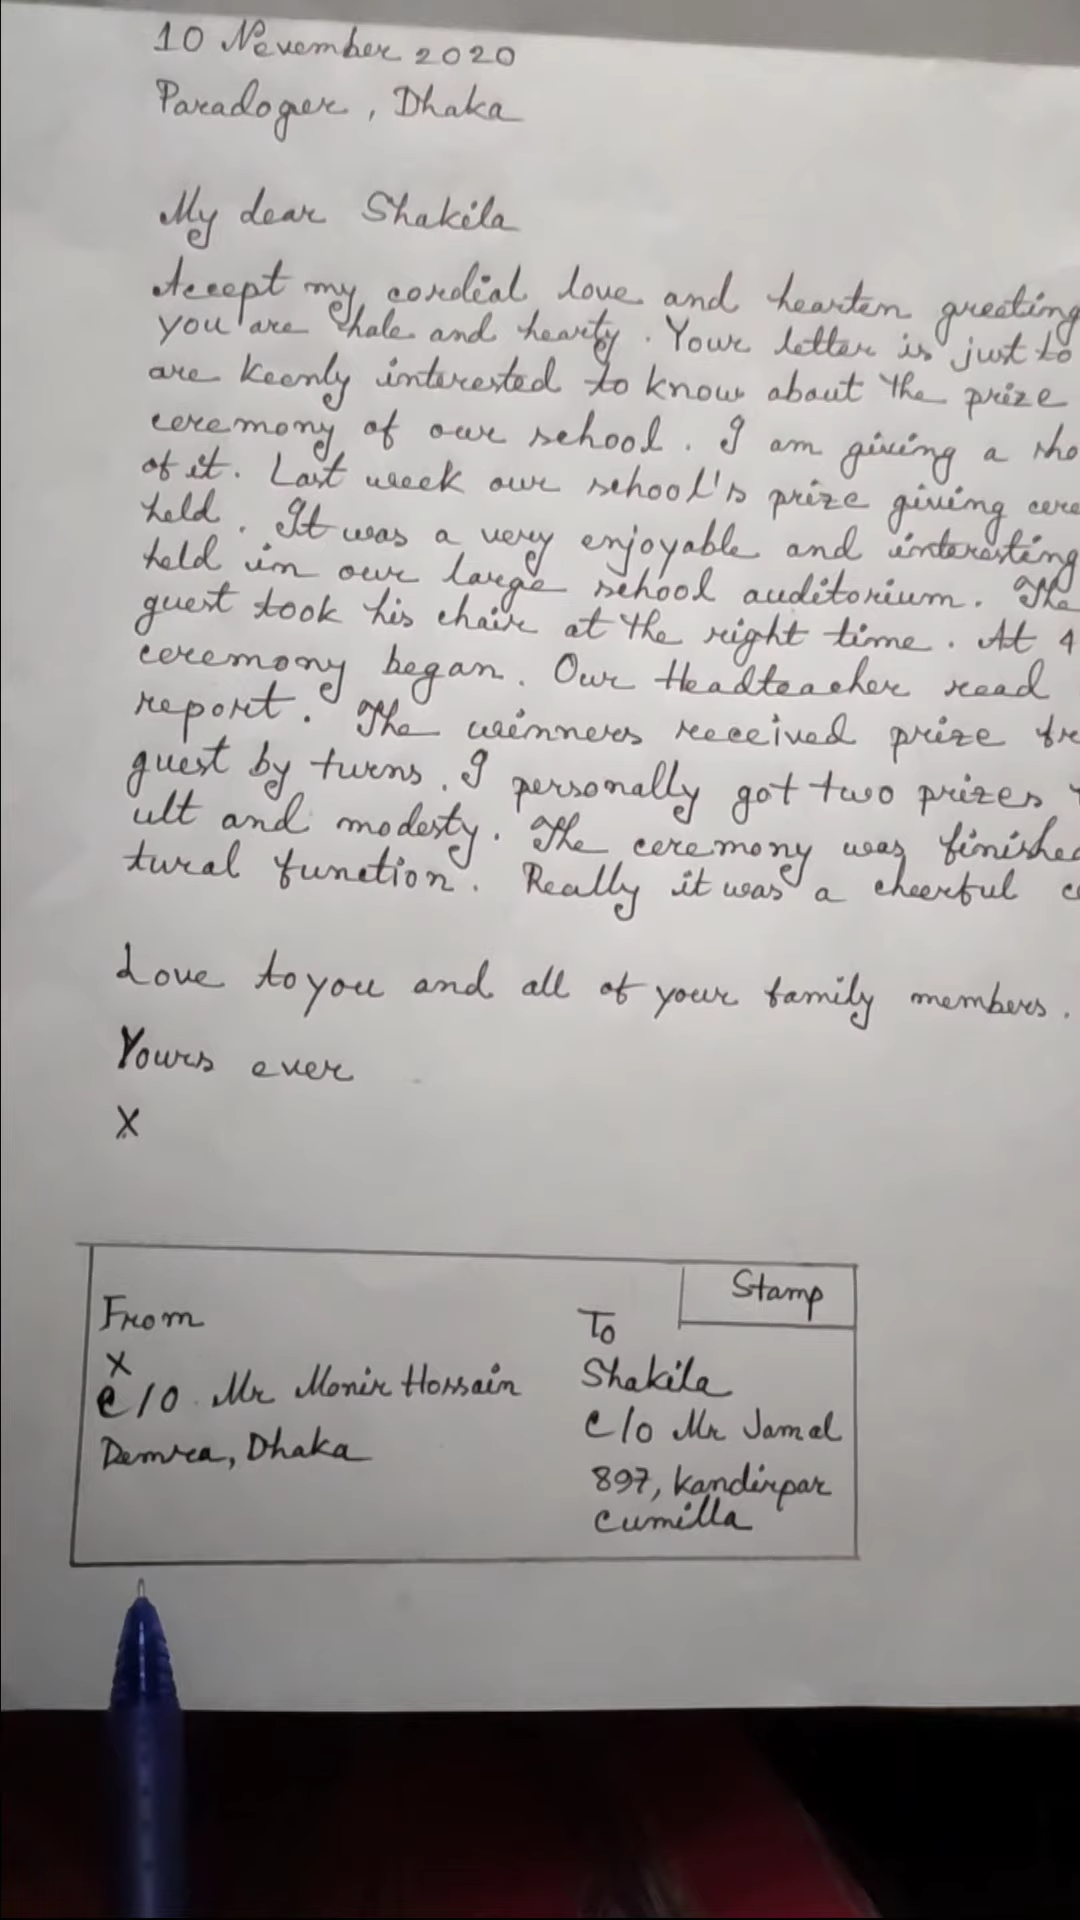 10 November 2020
Paradoger, Dhaka
My dear Shakila
Accept my cordial love and hearten greeting
you are hale and hearty. Your letter is just to
are keenly interested to know about the prize
ceremony of our school. I am giving a sho
of it. Last week our school's prize giving cere
held. It was a very enjoyable and interesting
held in our large school auditorium. The
guest took his chair at the right time. At 4
ceremony began. Our Headteacher read
report. The winners received prize fr
guest by turns. I personally got two prizes
ult and modesty. The ceremony was finished
tural function. Really it was a cheerful c
Love to you and all of your family members.
Yours ever
X
Stamp
From
X
C/O Mr Monir Hossain
Demra, Dhaka
To
Shakila
C/o Mr Jamal
897, Kandirpar
Cumilla